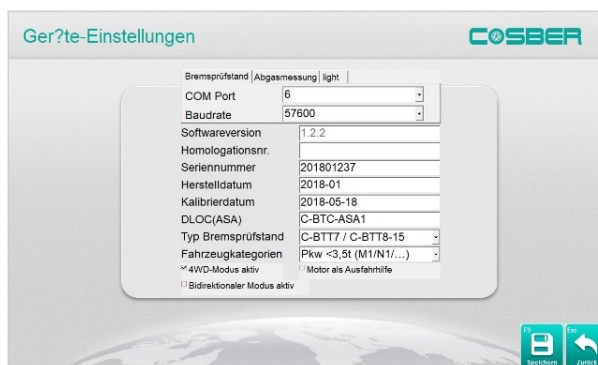 Ger?te-Einstellungen
COSBER
Bremsprüfstand Abgasmessung light
COM Port 6
Baudrate 57600
Softwareversion 1.2.2
Homologationsnr.
Seriennummer 201801237
Herstelldatum 2018-01
Kalibrierdatum 2018-05-18
DLOC(ASA) C-BTC-ASA1
Typ Bremsprüfstand C-BTT7 / C-BTT8-15
Fahrzeugkategorien Pkw <3,5t (M1/N1/…)
4WD-Modus aktiv Motor als Ausfahrhilfe
Bidirektionaler Modus aktiv
F9 Esc
Speichern Zurück